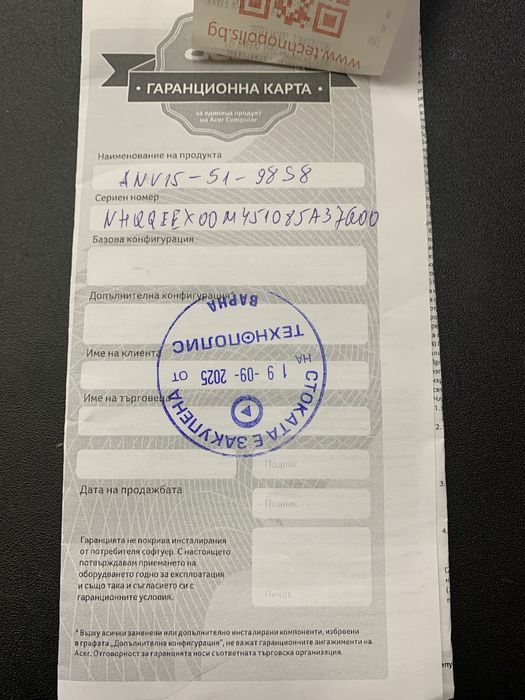 www.technopolis.bg
• ГАРАНЦИОННА КАРТА •
за единица продукт
на Acer Computer
Наименование на продукта
ANV15-51-98S8
Сериен номер
NHQQEEX00M451085A37600
Базова конфигурация
Допълнителна конфигурация*
Име на клиента
Име на търговеца
СТОКАТА Е ЗАКУПЕНА
НА 19-09-2025 ОТ
ТЕХНОПОЛИС
ВАРНА
Подпис
Дата на продажбата
Подпис
Гаранцията не покрива инсталирания
от потребителя софтуер. С настоящето
потвърждавам приемането на
оборудването годно за експлоатация
и също така и съгласието си с
гаранционните условия.
Печат
* Върху всички заменени или допълнително инсталирани компоненти, изброени
в графата „Допълнителна конфигурация", не важат гаранционните ангажименти на
Acer. Отговорност за гаранцията носи съответната търговска организация.